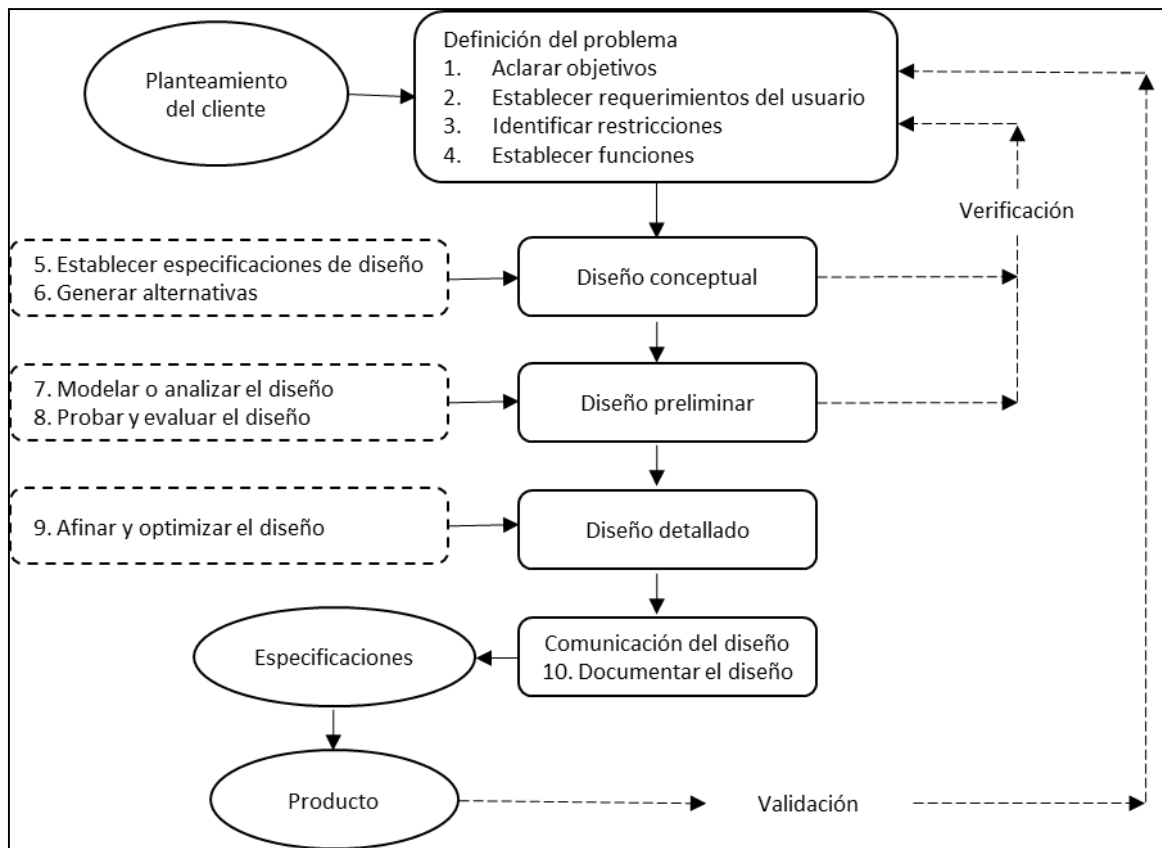 Planteamiento
del cliente
Definición del problema
1. Aclarar objetivos
2. Establecer requerimientos del usuario
3. Identificar restricciones
4. Establecer funciones
Verificación
5. Establecer especificaciones de diseño
6. Generar alternativas
Diseño conceptual
7. Modelar o analizar el diseño
8. Probar y evaluar el diseño
Diseño preliminar
9. Afinar y optimizar el diseño
Diseño detallado
Comunicación del diseño
10. Documentar el diseño
Especificaciones
Producto
Validación